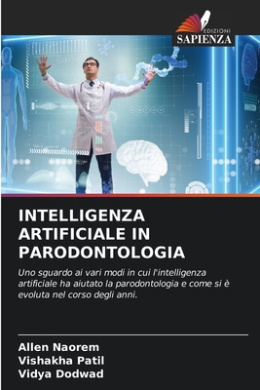 EDIZIONI
SAPIENZA
INTELLIGENZA
ARTIFICIALE IN
PARODONTOLOGIA
Uno sguardo ai vari modi in cui l'intelligenza
artificiale ha aiutato la parodontologia e come si è
evoluta nel corso degli anni.
Allen Naorem
Vishakha Patil
Vidya Dodwad